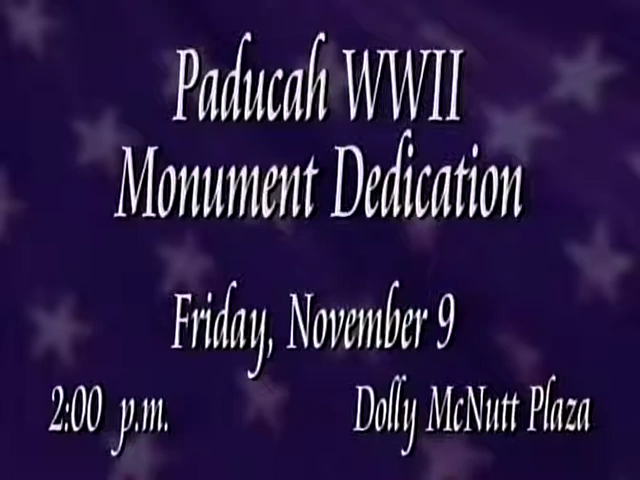 Paducah WWII
Monument Dedication
Friday, November 9
2:00 p.m. Dolly McNutt Plaza